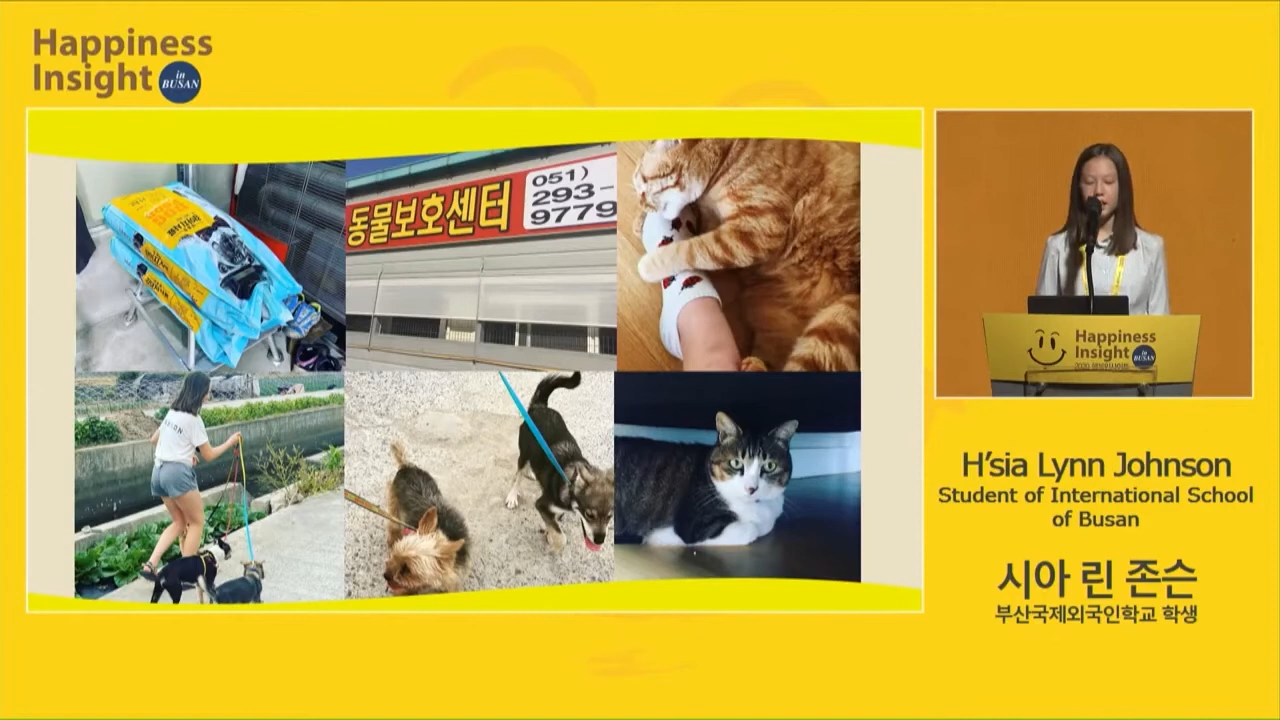 Happiness
Insight in BUSAN
동물보호센터
051)
293-
9779
Happiness
Insight in BUSAN
H'sia Lynn Johnson
Student of International School
of Busan
시아 린 존슨
부산국제외국인학교 학생